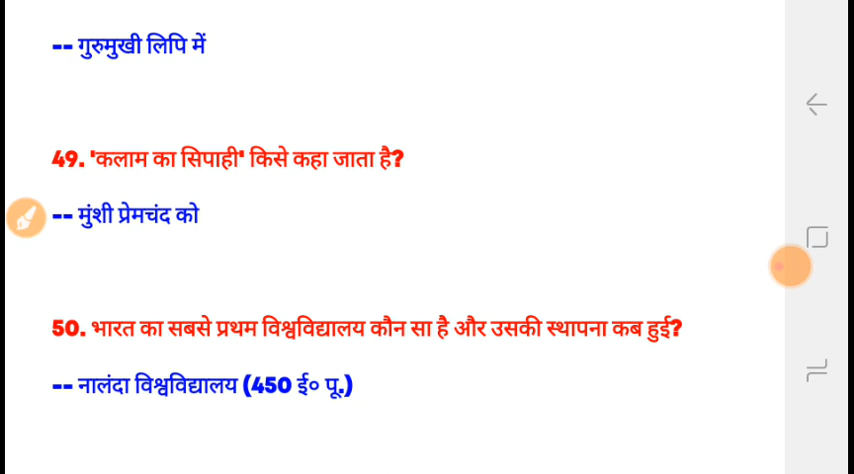 -- गुरुमुखी लिपि में
49. 'कलाम का सिपाही' किसे कहा जाता है?
-- मुंशी प्रेमचंद को
50. भारत का सबसे प्रथम विश्वविद्यालय कौन सा है और उसकी स्थापना कब हुई?
-- नालंदा विश्वविद्यालय (450 ई० पू.)